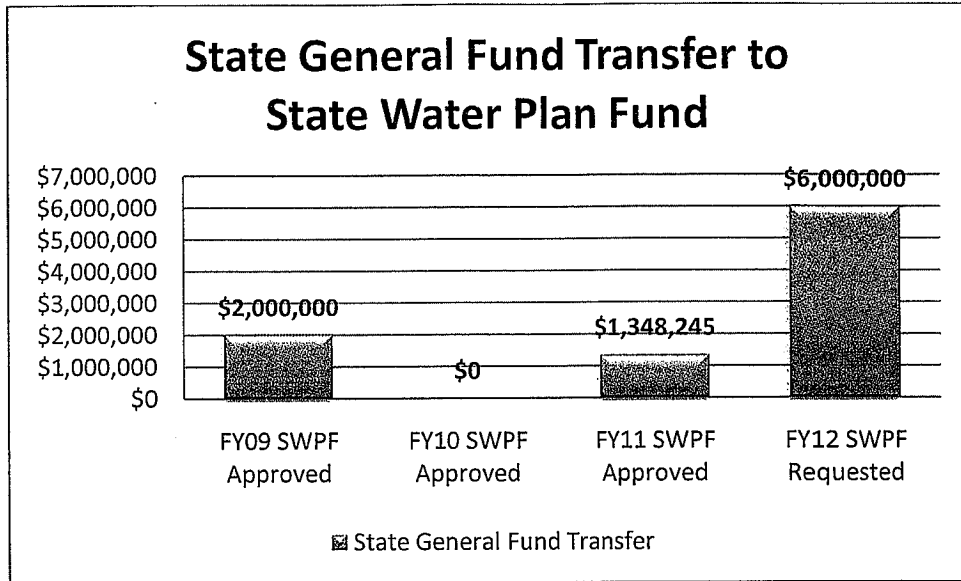 State General Fund Transfer to
State Water Plan Fund
$7,000,000
$6,000,000
$5,000,000
$4,000,000
$3,000,000
$2,000,000
$1,000,000
$0
$2,000,000
$0
$1,348,245
$6,000,000
FY09 SWPF
Approved
FY10 SWPF
Approved
FY11 SWPF
Approved
FY12 SWPF
Requested
State General Fund Transfer